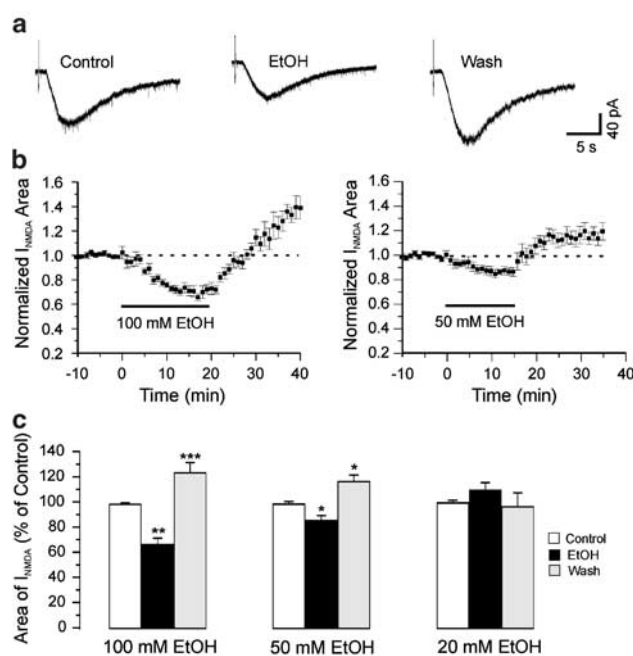 a
Control
EtOH
Wash
40 pA
5 s
b
Normalized I_NMDA Area
1.6
1.4
1.2
1.0
0.8
0.6
0.4
0.2
100 mM EtOH
-10 0 10 20 30 40
Time (min)
Normalized I_NMDA Area
1.6
1.4
1.2
1.0
0.8
0.6
0.4
0.2
50 mM EtOH
-10 0 10 20 30 40
Time (min)
c
Area of I_NMDA (% of Control)
140
120
100
80
60
40
20
0
** ***
* *
Control
EtOH
Wash
100 mM EtOH
50 mM EtOH
20 mM EtOH